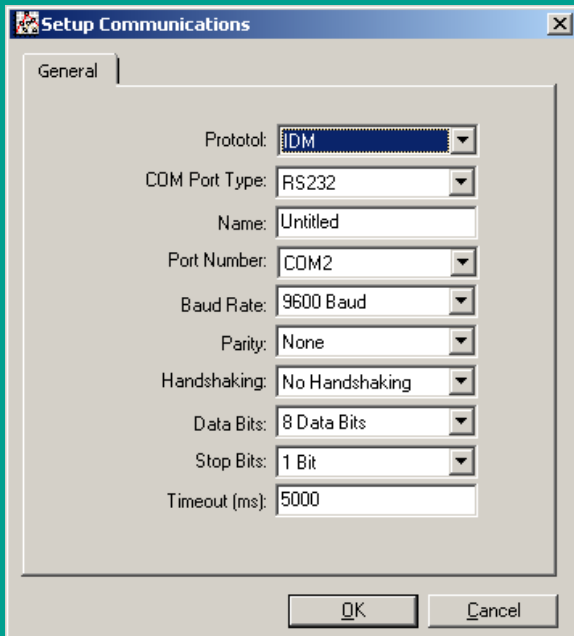 Setup Communications
General
Prototol: IDM
COM Port Type: RS232
Name: Untitled
Port Number: COM2
Baud Rate: 9600 Baud
Parity: None
Handshaking: No Handshaking
Data Bits: 8 Data Bits
Stop Bits: 1 Bit
Timeout (ms): 5000
OK Cancel